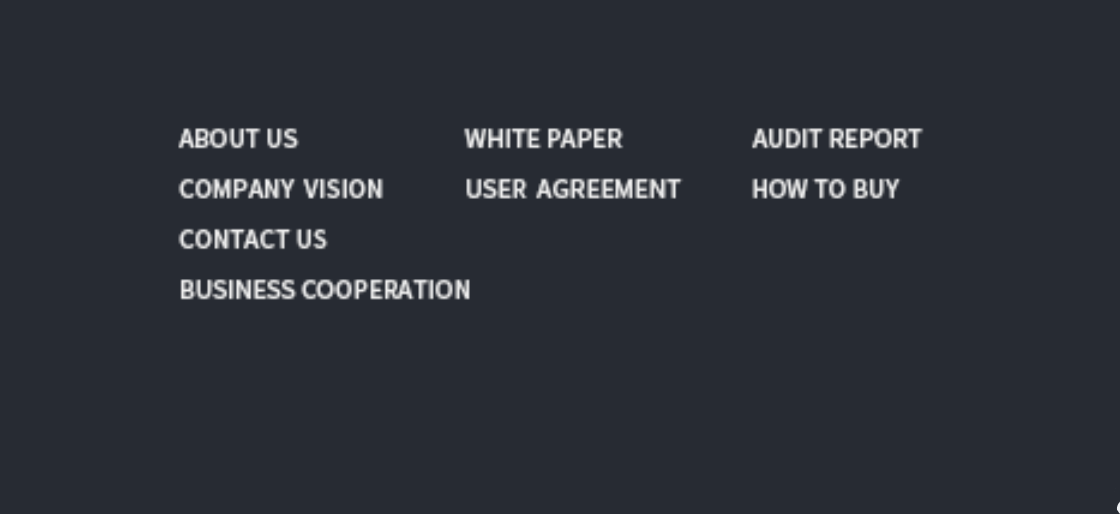 ABOUT US
COMPANY VISION
CONTACT US
BUSINESS COOPERATION
WHITE PAPER
USER AGREEMENT
AUDIT REPORT
HOW TO BUY